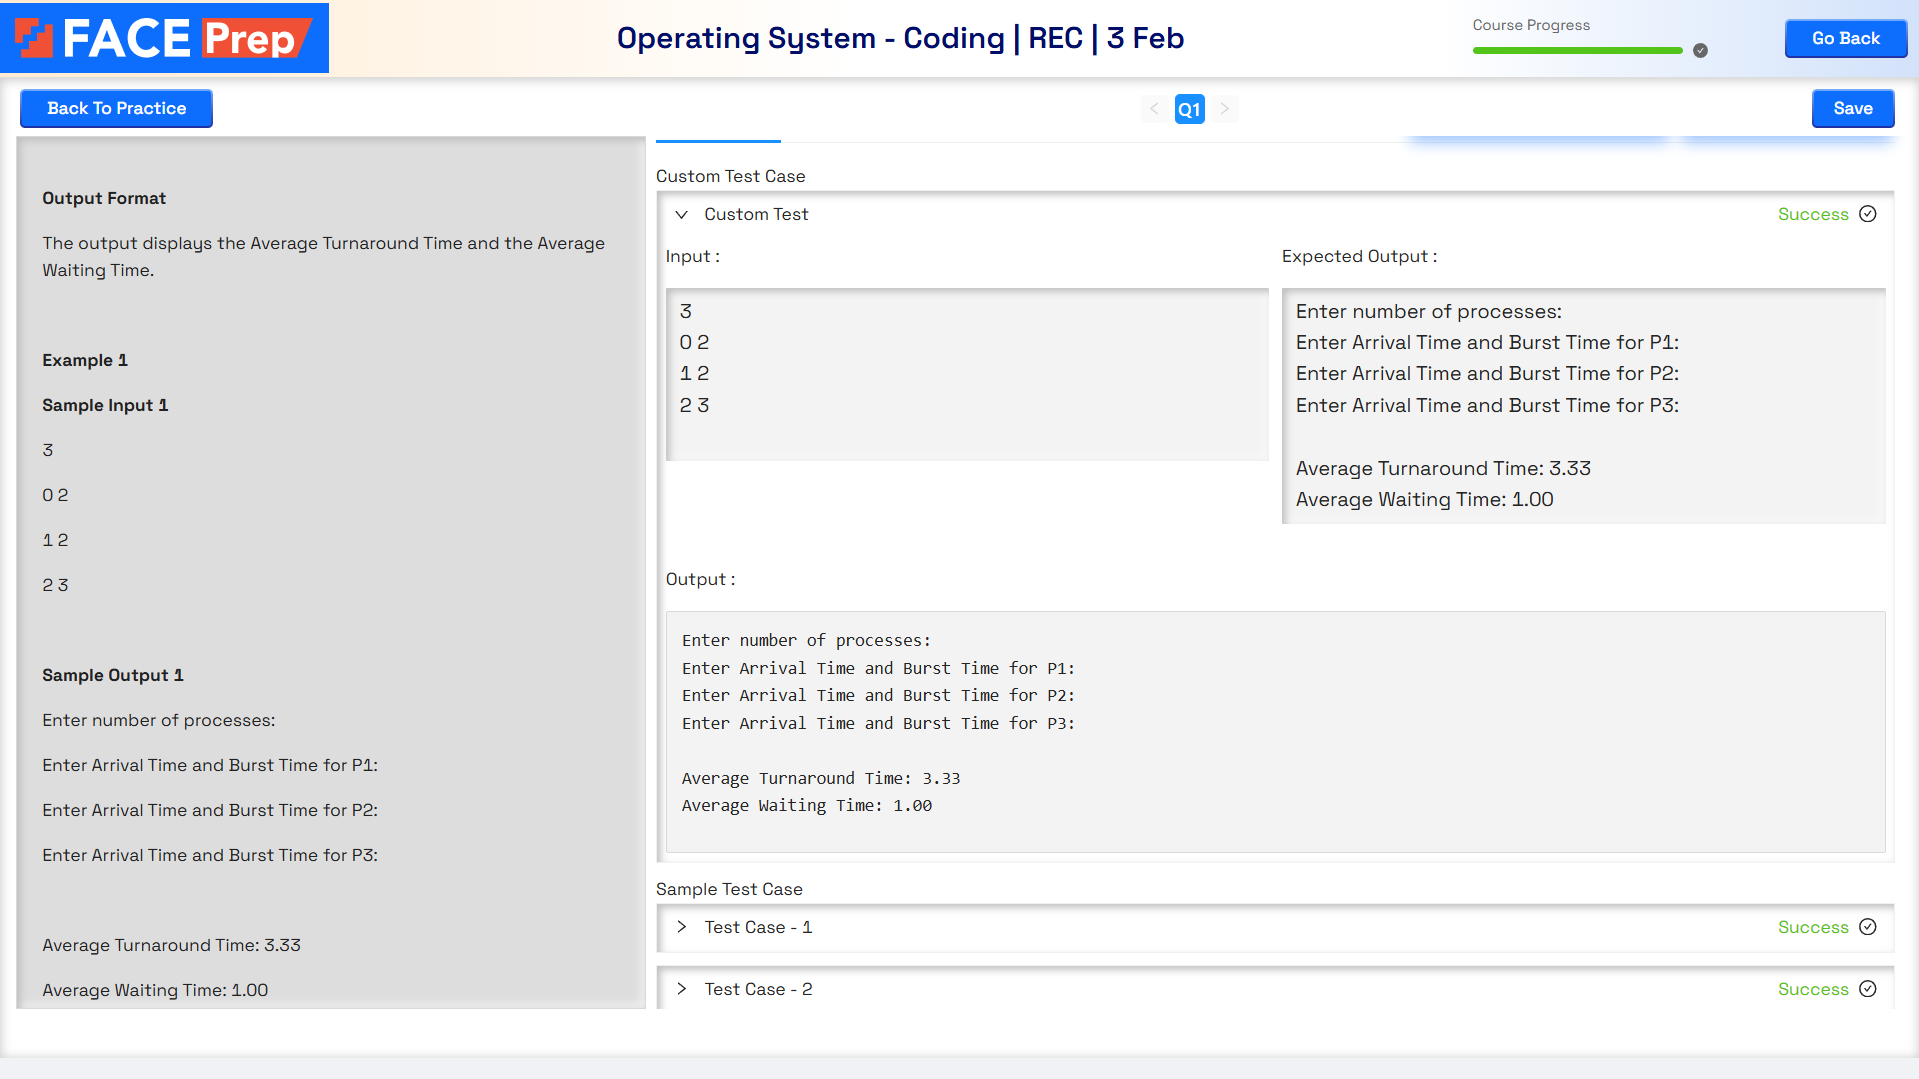 FACE Prep
Operating System - Coding | REC | 3 Feb
Course Progress
Go Back
Back To Practice
< Q1 >
Save
Output Format
The output displays the Average Turnaround Time and the Average
Waiting Time.
Example 1
Sample Input 1
3
0 2
1 2
2 3
Sample Output 1
Enter number of processes:
Enter Arrival Time and Burst Time for P1:
Enter Arrival Time and Burst Time for P2:
Enter Arrival Time and Burst Time for P3:
Average Turnaround Time: 3.33
Average Waiting Time: 1.00
Custom Test Case
Custom Test
Success
Input :
3
0 2
1 2
2 3
Expected Output :
Enter number of processes:
Enter Arrival Time and Burst Time for P1:
Enter Arrival Time and Burst Time for P2:
Enter Arrival Time and Burst Time for P3:
Average Turnaround Time: 3.33
Average Waiting Time: 1.00
Output :
Enter number of processes:
Enter Arrival Time and Burst Time for P1:
Enter Arrival Time and Burst Time for P2:
Enter Arrival Time and Burst Time for P3:
Average Turnaround Time: 3.33
Average Waiting Time: 1.00
Sample Test Case
Test Case - 1
Success
Test Case - 2
Success